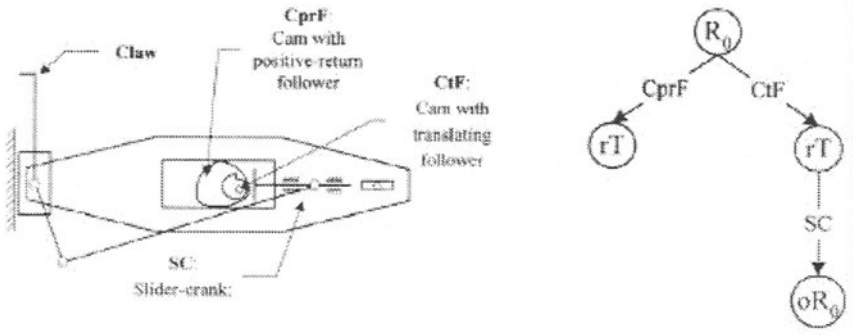 CprF:
Cam with
positive-return
follower
Claw
CtF:
Cam with
translating
follower
SC:
Slider-crank:
R₀
CprF
CtF
rT
rT
SC
oR₀